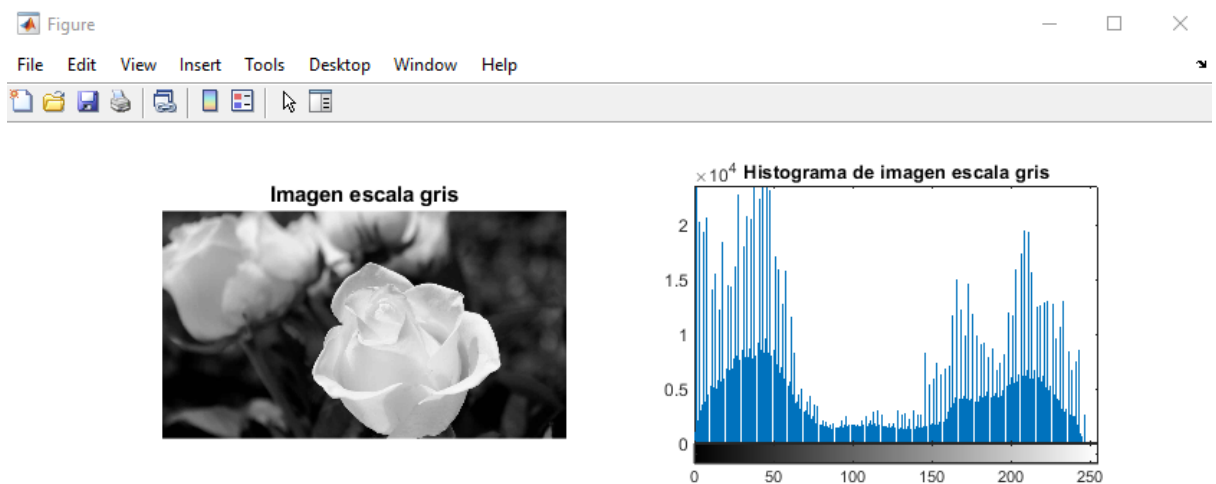 Figure
File Edit View Insert Tools Desktop Window Help
Imagen escala gris
×10⁴ Histograma de imagen escala gris
2
1.5
1
0.5
0
0 50 100 150 200 250